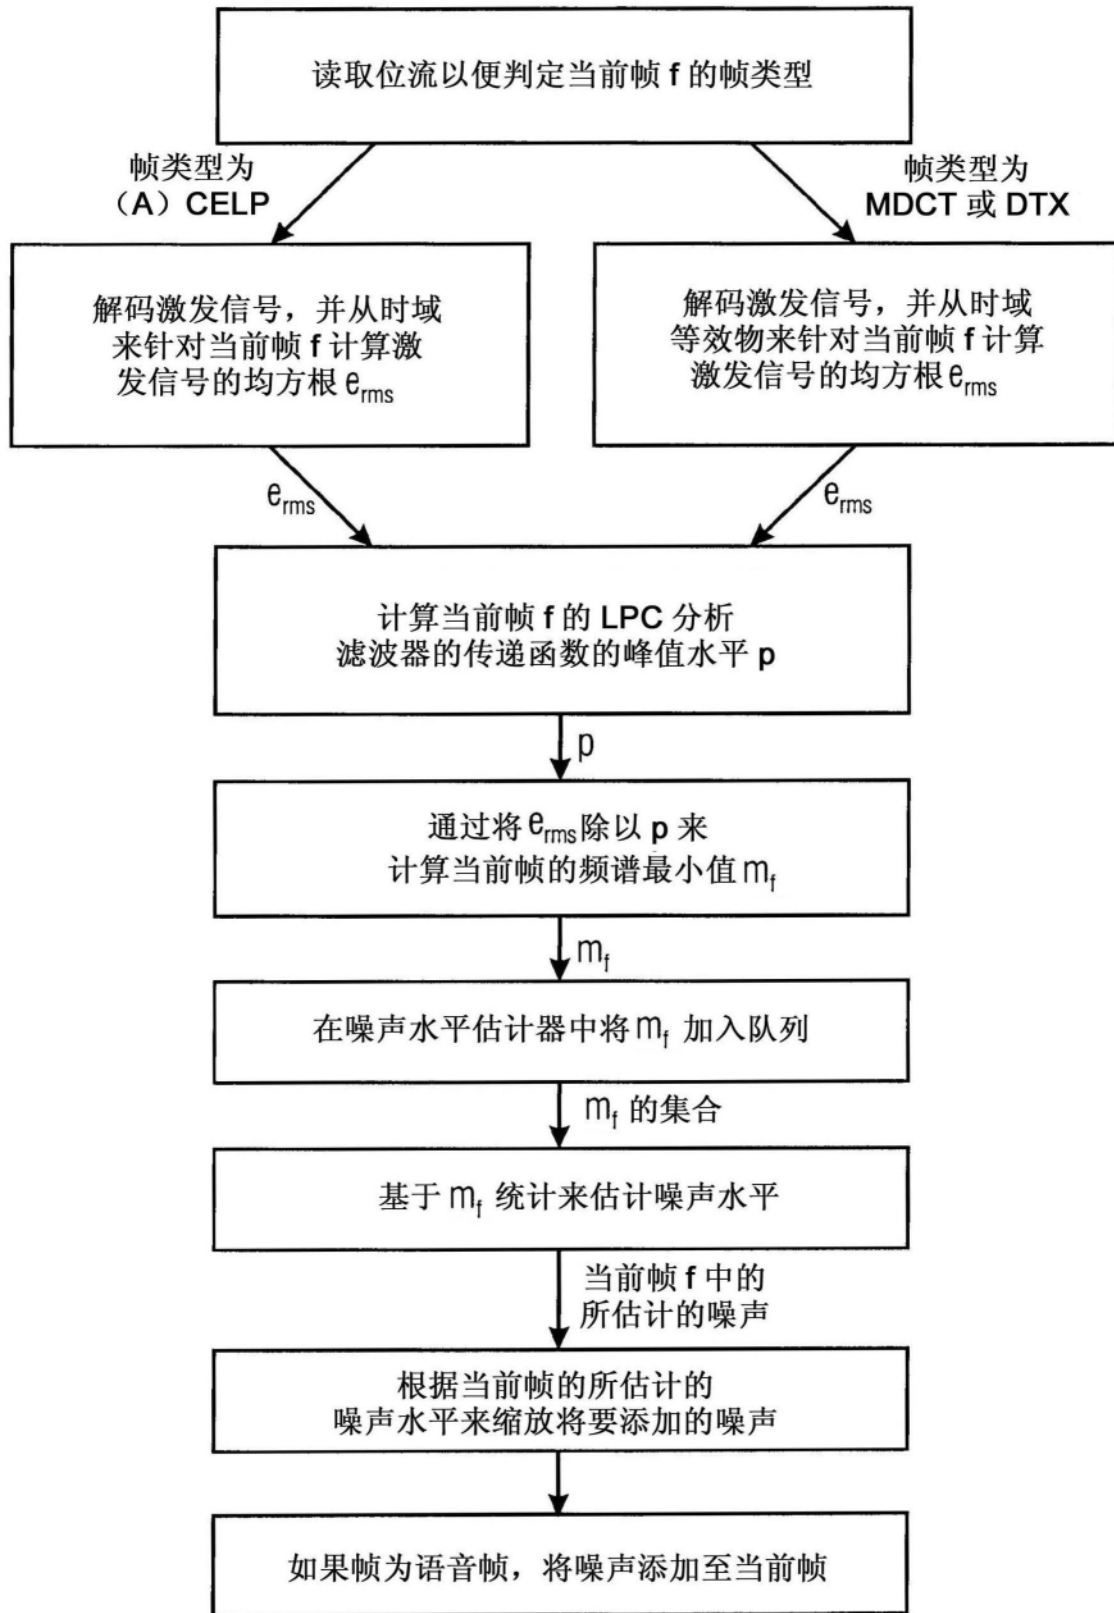 读取位流以便判定当前帧 f 的帧类型
帧类型为
（A）CELP
帧类型为
MDCT 或 DTX
解码激发信号，并从时域
来针对当前帧 f 计算激
发信号的均方根 erms
解码激发信号，并从时域
等效物来针对当前帧 f 计算
激发信号的均方根 erms
erms
erms
计算当前帧 f 的 LPC 分析
滤波器的传递函数的峰值水平 p
p
通过将 erms 除以 p 来
计算当前帧的频谱最小值 mf
mf
在噪声水平估计器中将 mf 加入队列
mf 的集合
基于 mf 统计来估计噪声水平
当前帧 f 中的
所估计的噪声
根据当前帧的所估计的
噪声水平来缩放将要添加的噪声
如果帧为语音帧，将噪声添加至当前帧